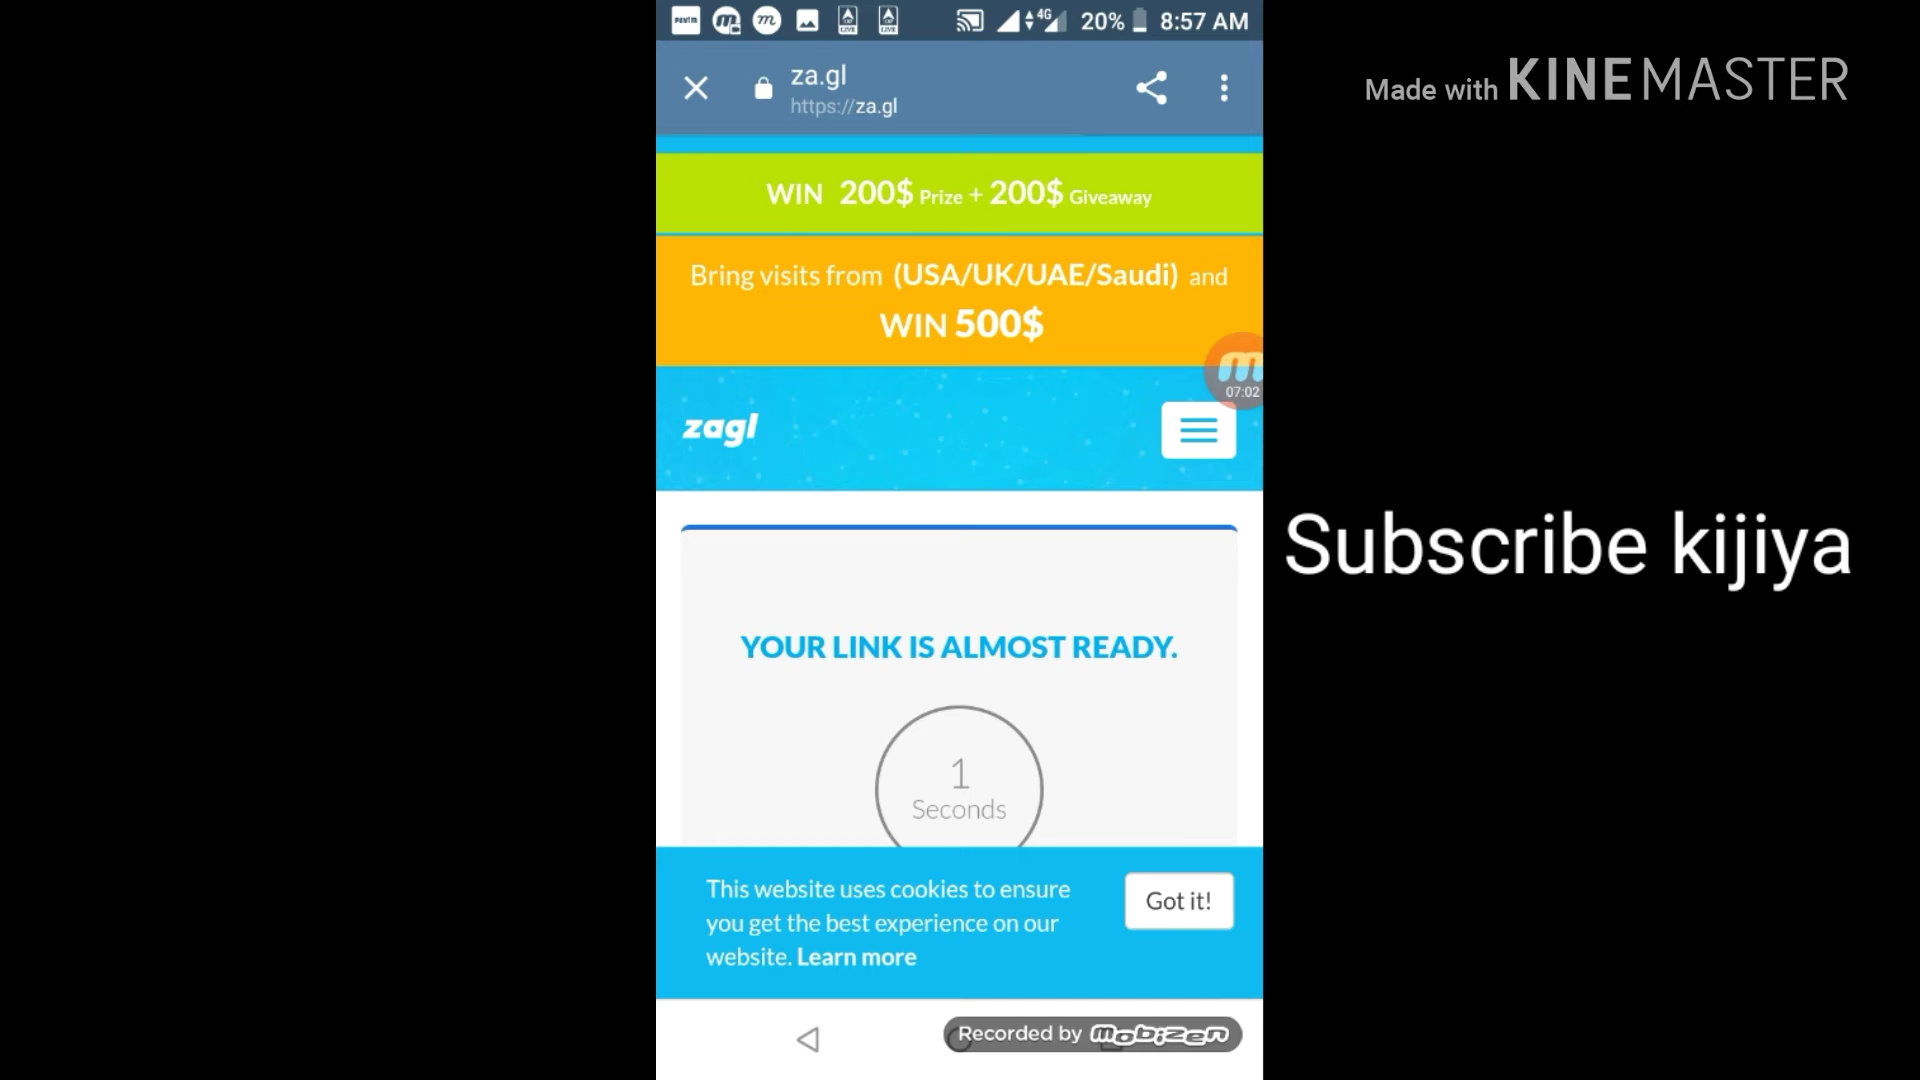 Paytm
4G 20% 8:57 AM
za.gl
https://za.gl
Made with KINEMASTER
WIN 200$ Prize + 200$ Giveaway
Bring visits from (USA/UK/UAE/Saudi) and
WIN 500$
07:02
zagl
Subscribe kijiya
YOUR LINK IS ALMOST READY.
1
Seconds
This website uses cookies to ensure
you get the best experience on our
website. Learn more
Got it!
Recorded by mobizen